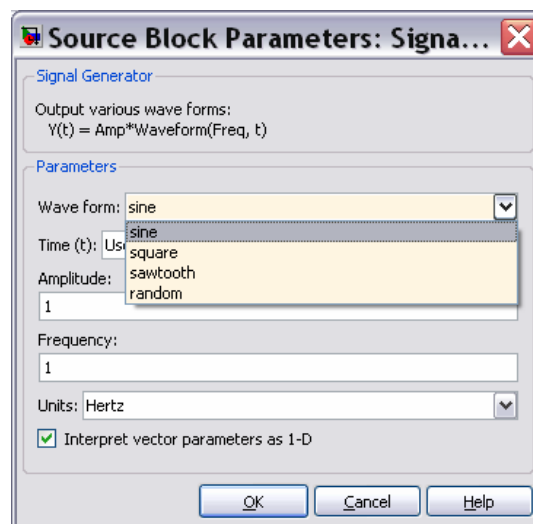 Source Block Parameters: Signa...
Signal Generator
Output various wave forms:
Y(t) = Amp*Waveform(Freq, t)
Parameters
Wave form: sine
sine
square
sawtooth
random
Time (t):
Amplitude:
1
Frequency:
1
Units: Hertz
Interpret vector parameters as 1-D
OK Cancel Help